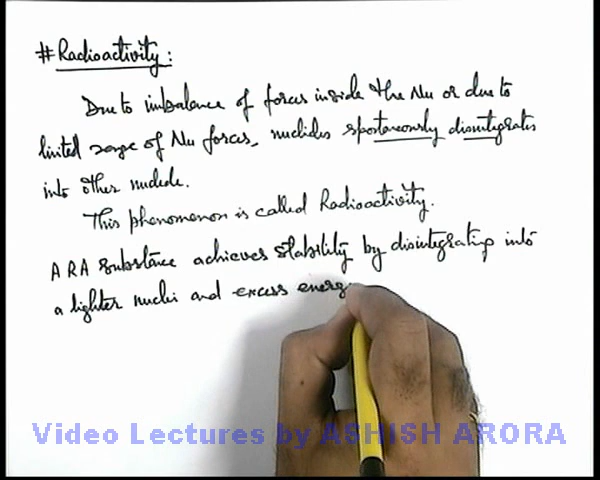 # Radioactivity:
Due to imbalance of forces inside the Nu or due to
limited range of Nu forces, nuclides spontaneously disintegrates
into other nuclide.
This phenomenon is called Radioactivity.
A RA substance achieves stability by disintegrating into
a lighter nuclei and excess energ
Video Lectures by ASHISH ARORA